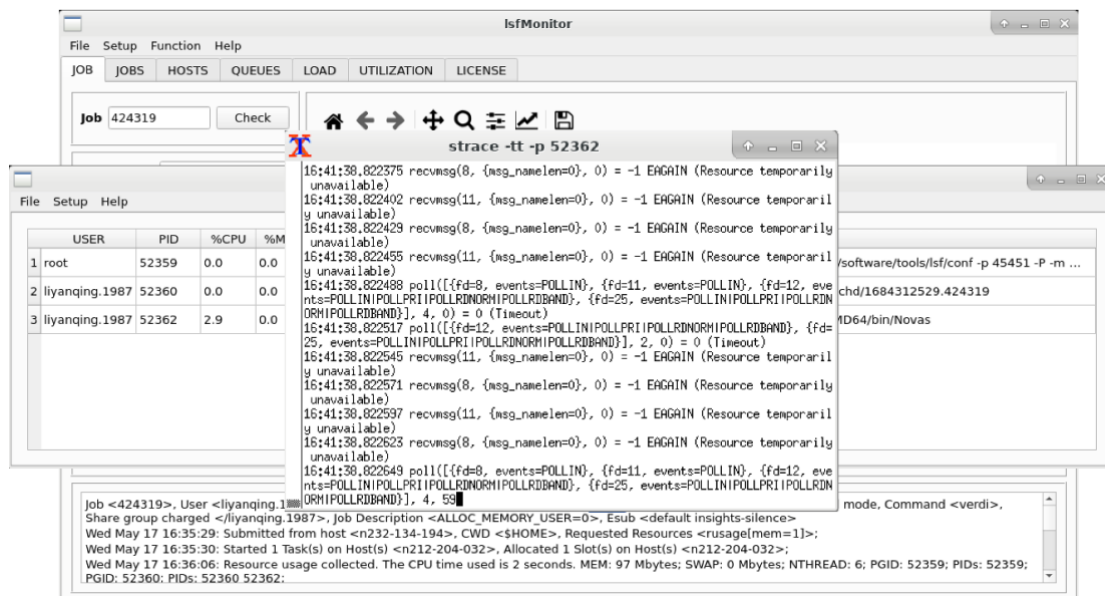 lsfMonitor
File Setup Function Help
JOB JOBS HOSTS QUEUES LOAD UTILIZATION LICENSE
Job 424319 Check
strace -tt -p 52362
16:41:38.822375 recvmsg(8, {msg_namelen=0}, 0) = -1 EAGAIN (Resource temporarily
unavailable)
16:41:38.822402 recvmsg(11, {msg_namelen=0}, 0) = -1 EAGAIN (Resource temporaril
y unavailable)
16:41:38.822429 recvmsg(8, {msg_namelen=0}, 0) = -1 EAGAIN (Resource temporarily
unavailable)
16:41:38.822455 recvmsg(11, {msg_namelen=0}, 0) = -1 EAGAIN (Resource temporaril
y unavailable)
16:41:38.822488 poll([{fd=8, events=POLLIN}, {fd=11, events=POLLIN}, {fd=12, eve
nts=POLLIN|POLLPRI|POLLRDNORM|POLLRDBAND}, {fd=25, events=POLLIN|POLLPRI|POLLRDN
ORM|POLLRDBAND}], 4, 0) = 0 (Timeout)
16:41:38.822517 poll([{fd=12, events=POLLIN|POLLPRI|POLLRDNORM|POLLRDBAND}, {fd=
25, events=POLLIN|POLLPRI|POLLRDNORM|POLLRDBAND}], 2, 0) = 0 (Timeout)
16:41:38.822545 recvmsg(11, {msg_namelen=0}, 0) = -1 EAGAIN (Resource temporaril
y unavailable)
16:41:38.822571 recvmsg(8, {msg_namelen=0}, 0) = -1 EAGAIN (Resource temporarily
unavailable)
16:41:38.822597 recvmsg(11, {msg_namelen=0}, 0) = -1 EAGAIN (Resource temporaril
y unavailable)
16:41:38.822623 recvmsg(8, {msg_namelen=0}, 0) = -1 EAGAIN (Resource temporarily
unavailable)
16:41:38.822649 poll([{fd=8, events=POLLIN}, {fd=11, events=POLLIN}, {fd=12, eve
nts=POLLIN|POLLPRI|POLLRDNORM|POLLRDBAND}, {fd=25, events=POLLIN|POLLPRI|POLLRDN
ORM|POLLRDBAND}], 4, 59
File Setup Help
USER PID %CPU %M
1 root 52359 0.0 0.0 /software/tools/lsf/conf -p 45451 -P -m ...
2 liyanqing.1987 52360 0.0 0.0 chd/1684312529.424319
3 liyanqing.1987 52362 2.9 0.0 MD64/bin/Novas
Job <424319>, User <liyanqing.1 mode, Command <verdi>,
Share group charged </liyanqing.1987>, Job Description <ALLOC_MEMORY_USER=0>, Esub <default insights-silence>
Wed May 17 16:35:29: Submitted from host <n232-134-194>, CWD <$HOME>, Requested Resources <rusage[mem=1]>;
Wed May 17 16:35:30: Started 1 Task(s) on Host(s) <n212-204-032>, Allocated 1 Slot(s) on Host(s) <n212-204-032>;
Wed May 17 16:36:06: Resource usage collected. The CPU time used is 2 seconds. MEM: 97 Mbytes; SWAP: 0 Mbytes; NTHREAD: 6; PGID: 52359; PIDs: 52359;
PGID: 52360; PIDs: 52360 52362;